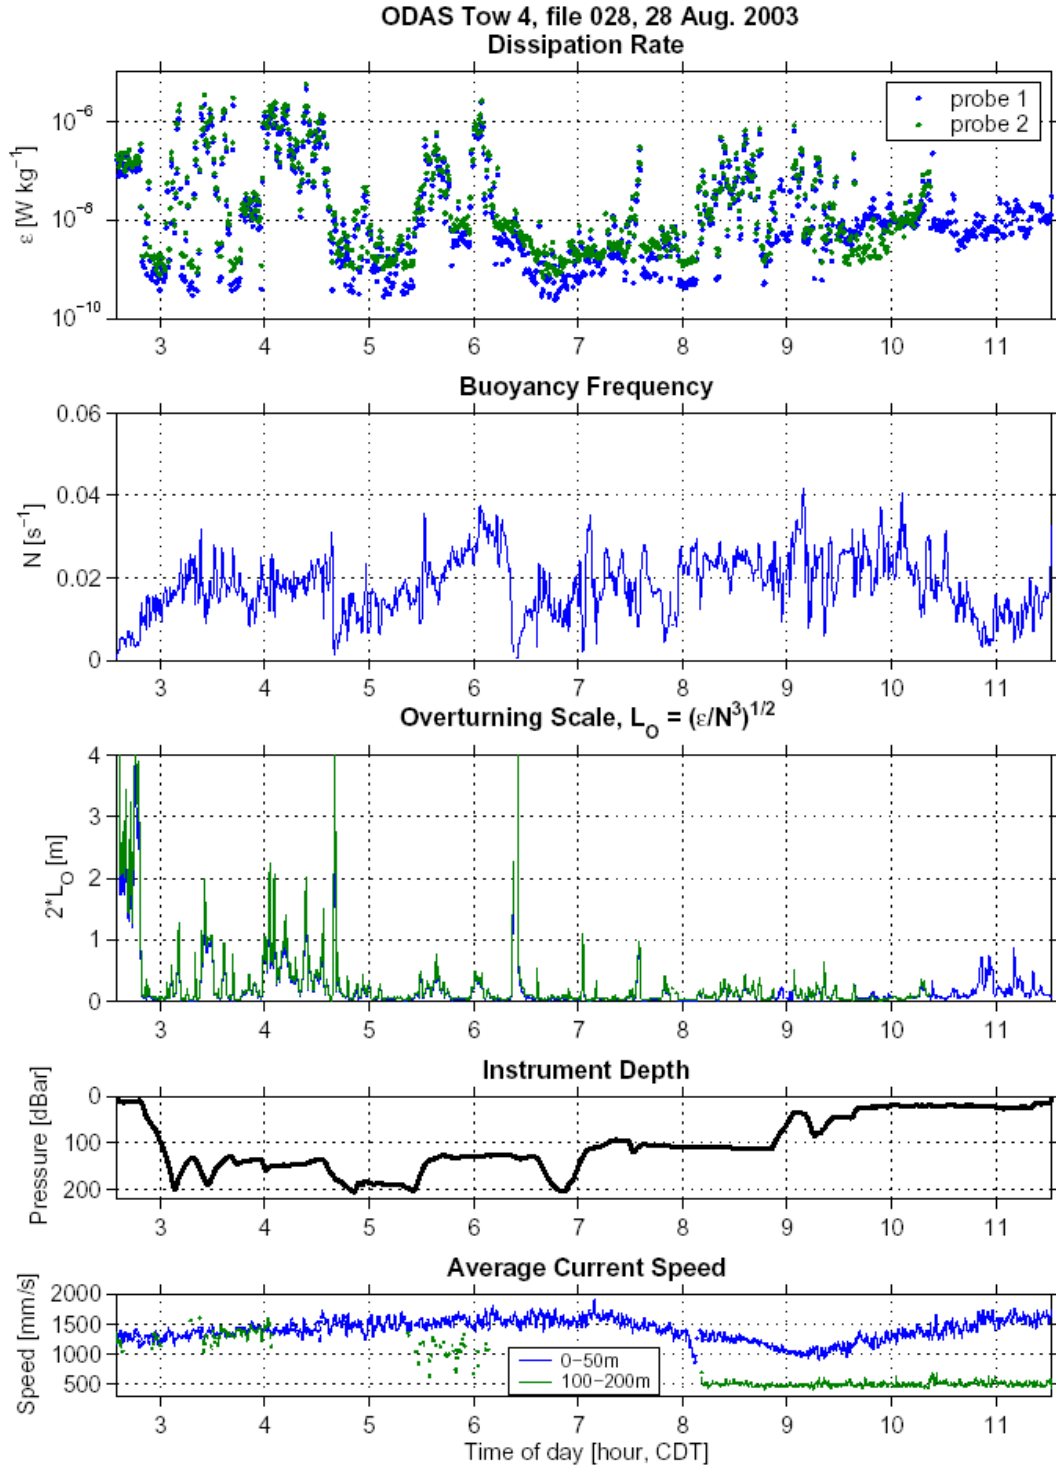 ODAS Tow 4, file 028, 28 Aug. 2003
Dissipation Rate
ε [W kg⁻¹]
10⁻⁶
10⁻⁸
10⁻¹⁰
probe 1
probe 2
3 4 5 6 7 8 9 10 11
Buoyancy Frequency
N [s⁻¹]
0.06
0.04
0.02
0
3 4 5 6 7 8 9 10 11
Overturning Scale, L_O = (ε/N³)^1/2
2*L_O [m]
4
3
2
1
0
3 4 5 6 7 8 9 10 11
Instrument Depth
Pressure [dBar]
0
100
200
3 4 5 6 7 8 9 10 11
Average Current Speed
Speed [mm/s]
2000
1500
1000
500
0−50m
100−200m
3 4 5 6 7 8 9 10 11
Time of day [hour, CDT]